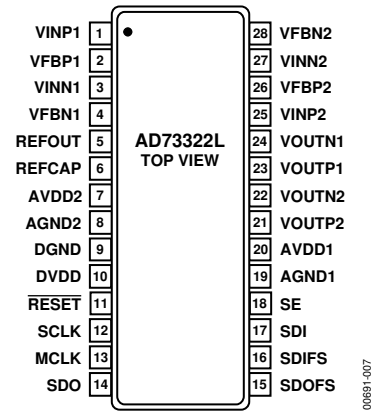 VINP1 1
VFBP1 2
VINN1 3
VFBN1 4
REFOUT 5
REFCAP 6
AVDD2 7
AGND2 8
DGND 9
DVDD 10
RESET 11
SCLK 12
MCLK 13
SDO 14
AD73322L
TOP VIEW
28 VFBN2
27 VINN2
26 VFBP2
25 VINP2
24 VOUTN1
23 VOUTP1
22 VOUTN2
21 VOUTP2
20 AVDD1
19 AGND1
18 SE
17 SDI
16 SDIFS
15 SDOFS
00691-007